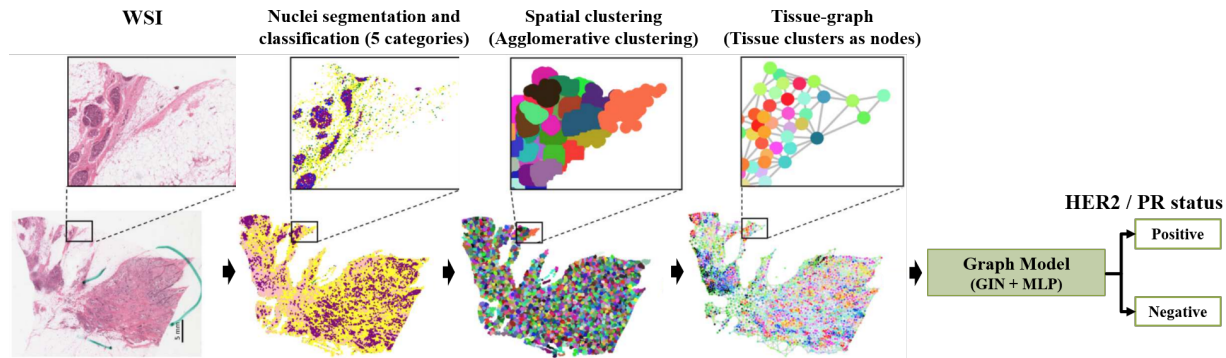 WSI
Nuclei segmentation and
classification (5 categories)
Spatial clustering
(Agglomerative clustering)
Tissue-graph
(Tissue clusters as nodes)
5 mm
HER2 / PR status
Positive
Graph Model
(GIN + MLP)
Negative